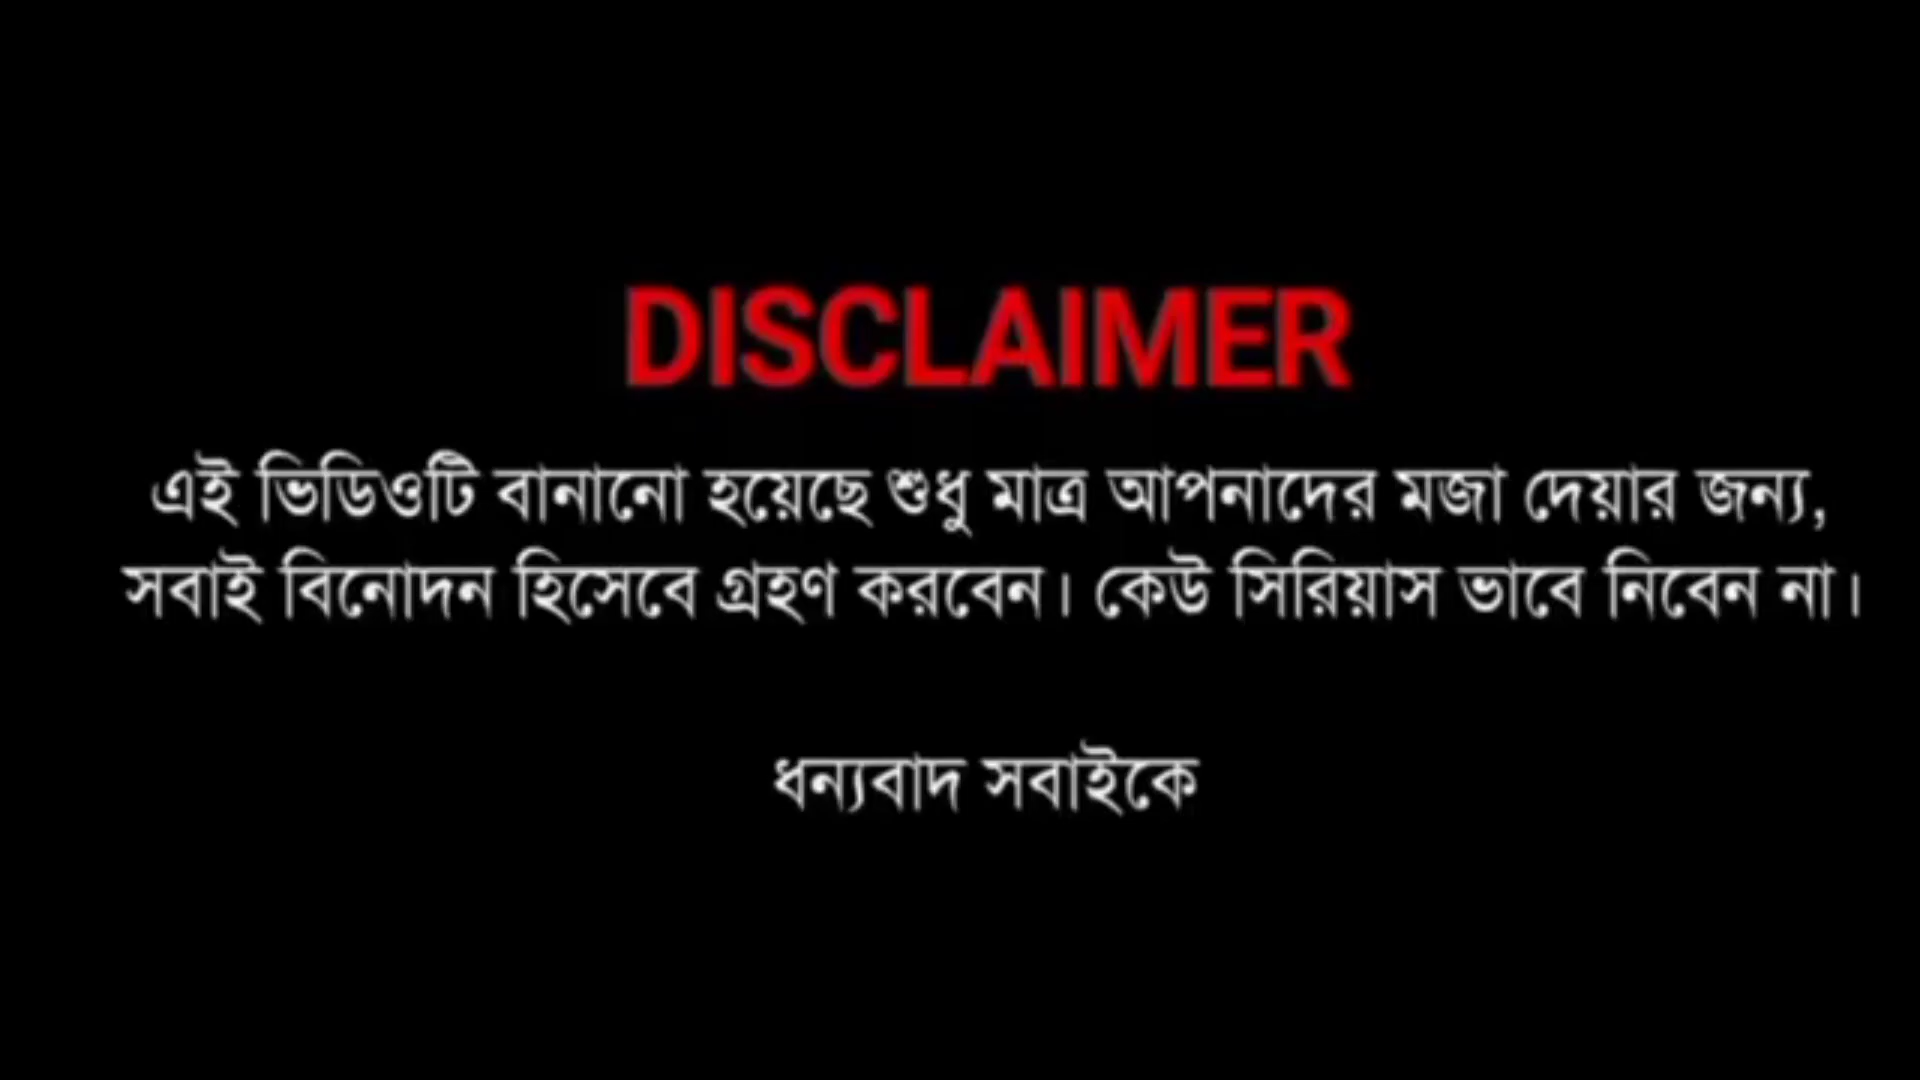 DISCLAIMER
এই ভিডিওটি বানানো হয়েছে শুধু মাত্র আপনাদের মজা দেয়ার জন্য,
সবাই বিনোদন হিসেবে গ্রহণ করবেন। কেউ সিরিয়াস ভাবে নিবেন না।
ধন্যবাদ সবাইকে